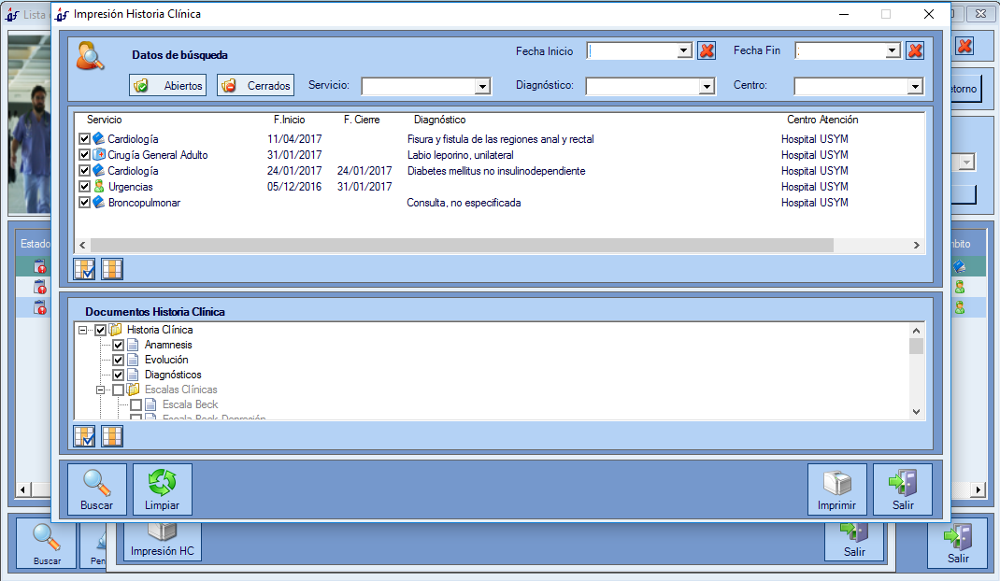 Lista
Impresión Historia Clínica
Datos de búsqueda
Fecha Inicio
Fecha Fin
Abiertos
Cerrados
Servicio:
Diagnóstico:
Centro:
etorno
Servicio F.Inicio F. Cierre Diagnóstico Centro Atención
Cardiología 11/04/2017 Fisura y fistula de las regiones anal y rectal Hospital USYM
Cirugía General Adulto 31/01/2017 Labio leporino, unilateral Hospital USYM
Cardiología 24/01/2017 24/01/2017 Diabetes mellitus no insulinodependiente Hospital USYM
Urgencias 05/12/2016 31/01/2017 Hospital USYM
Broncopulmonar Consulta, no especificada Hospital USYM
Estado
mbito
Documentos Historia Clínica
Historia Clínica
Anamnesis
Evolución
Diagnósticos
Escalas Clínicas
Escala Beck
Escala Beck Depresión
Buscar
Limpiar
Imprimir
Salir
Buscar
Pen
Impresión HC
Salir
Salir